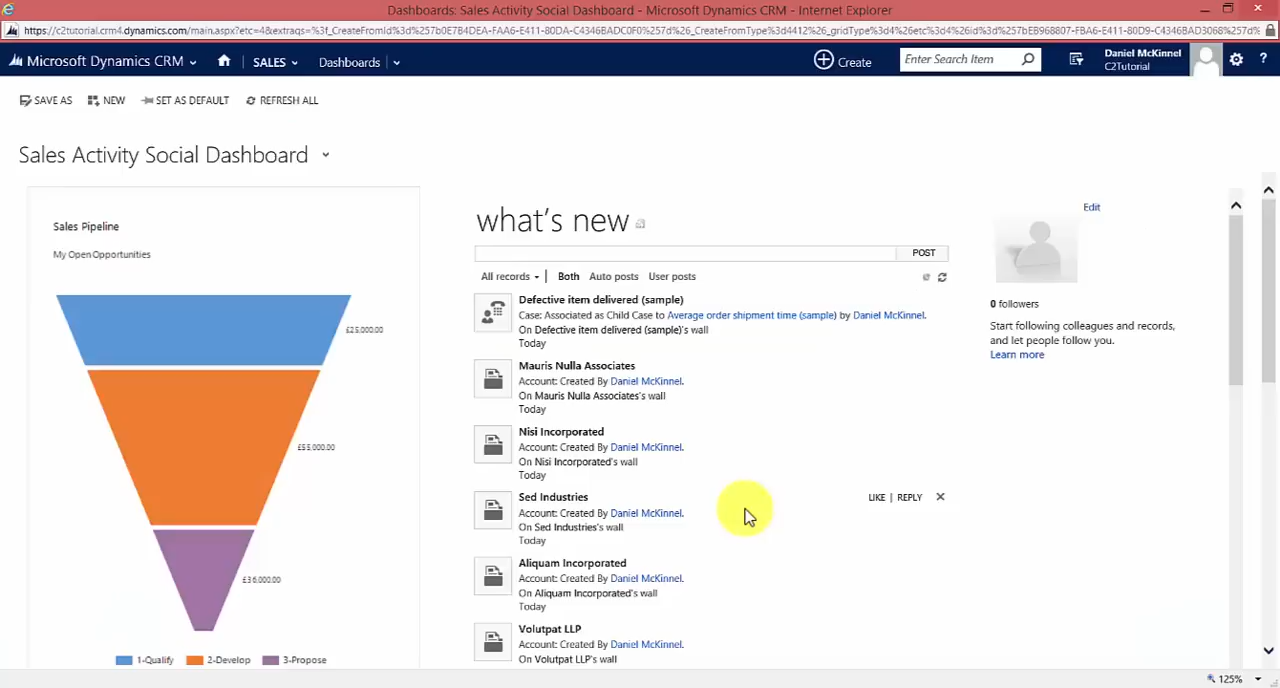 Dashboards: Sales Activity Social Dashboard - Microsoft Dynamics CRM - Internet Explorer
Microsoft Dynamics CRM
SALES
Dashboards
Create
Enter Search Item
Daniel McKinnel
C2Tutorial
?
SAVE AS
NEW
SET AS DEFAULT
REFRESH ALL
Sales Activity Social Dashboard
Sales Pipeline
My Open Opportunities
£25,000.00
£55,000.00
£36,000.00
1-Qualify
2-Develop
3-Propose
what's new
POST
All records
Both
Auto posts
User posts
Defective item delivered (sample)
Case: Associated as Child Case to Average order shipment time (sample) by Daniel McKinnel.
On Defective item delivered (sample)'s wall
Today
Mauris Nulla Associates
Account: Created By Daniel McKinnel.
On Mauris Nulla Associates's wall
Today
Nisi Incorporated
Account: Created By Daniel McKinnel.
On Nisi Incorporated's wall
Today
Sed Industries
LIKE | REPLY
Account: Created By Daniel McKinnel.
On Sed Industries's wall
Today
Aliquam Incorporated
Account: Created By Daniel McKinnel.
On Aliquam Incorporated's wall
Today
Volutpat LLP
Account: Created By Daniel McKinnel.
On Volutpat LLP's wall
Edit
0 followers
Start following colleagues and records,
and let people follow you.
Learn more
125%